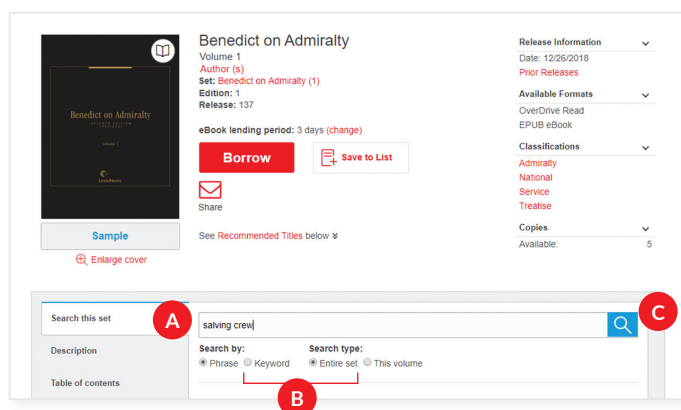 Benedict on Admiralty
Volume 1
Author (s)
Set: Benedict on Admiralty (1)
Edition: 1
Release: 137
eBook lending period: 3 days (change)
Borrow
Save to List
Share
See Recommended Titles below
Benedict on Admiralty
SEVENTH EDITION
Volume 1
LexisNexis
Sample
Enlarge cover
Release Information
Date: 12/26/2018
Prior Releases
Available Formats
OverDrive Read
EPUB eBook
Classifications
Admiralty
National
Service
Treatise
Copies
Available: 5
Search this set
Description
Table of contents
A
salving crew
C
Search by: Search type:
Phrase Keyword Entire set This volume
B